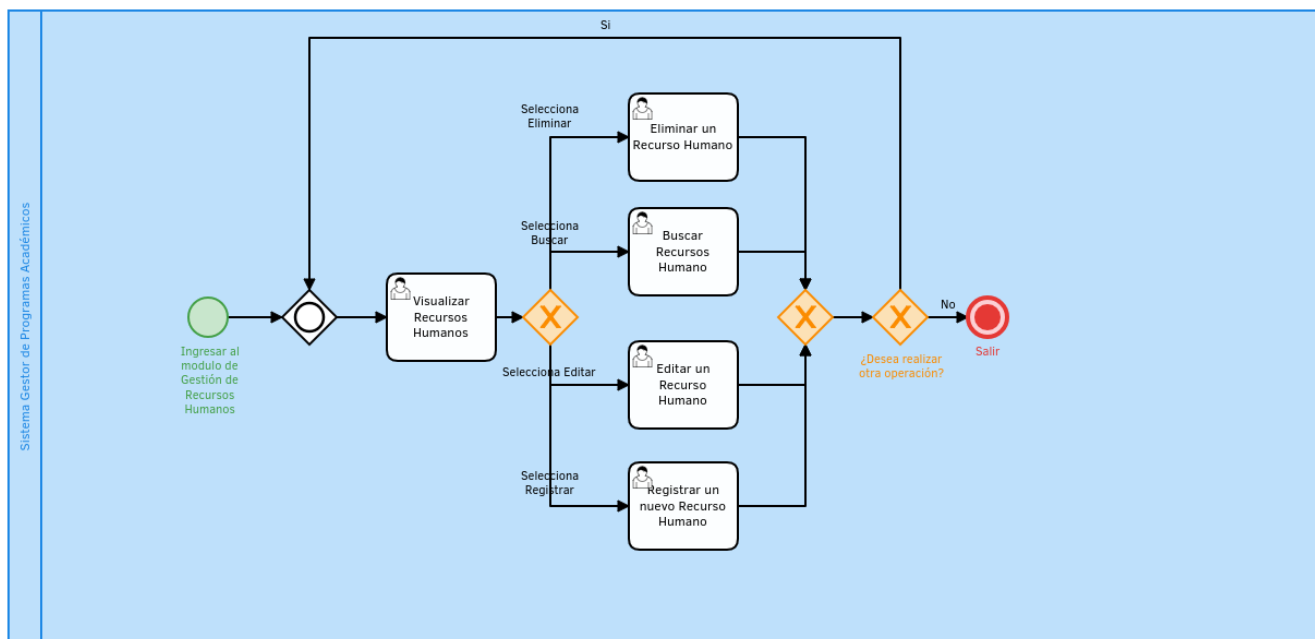 Si
Sistema Gestor de Programas Académicos
Ingresar al
modulo de
Gestión de
Recursos
Humanos
Visualizar
Recursos
Humanos
Selecciona
Eliminar
Eliminar un
Recurso Humano
Selecciona
Buscar
Buscar
Recursos
Humano
Selecciona Editar
Editar un
Recurso
Humano
Selecciona
Registrar
Registrar un
nuevo Recurso
Humano
¿Desea realizar
otra operación?
No
Salir